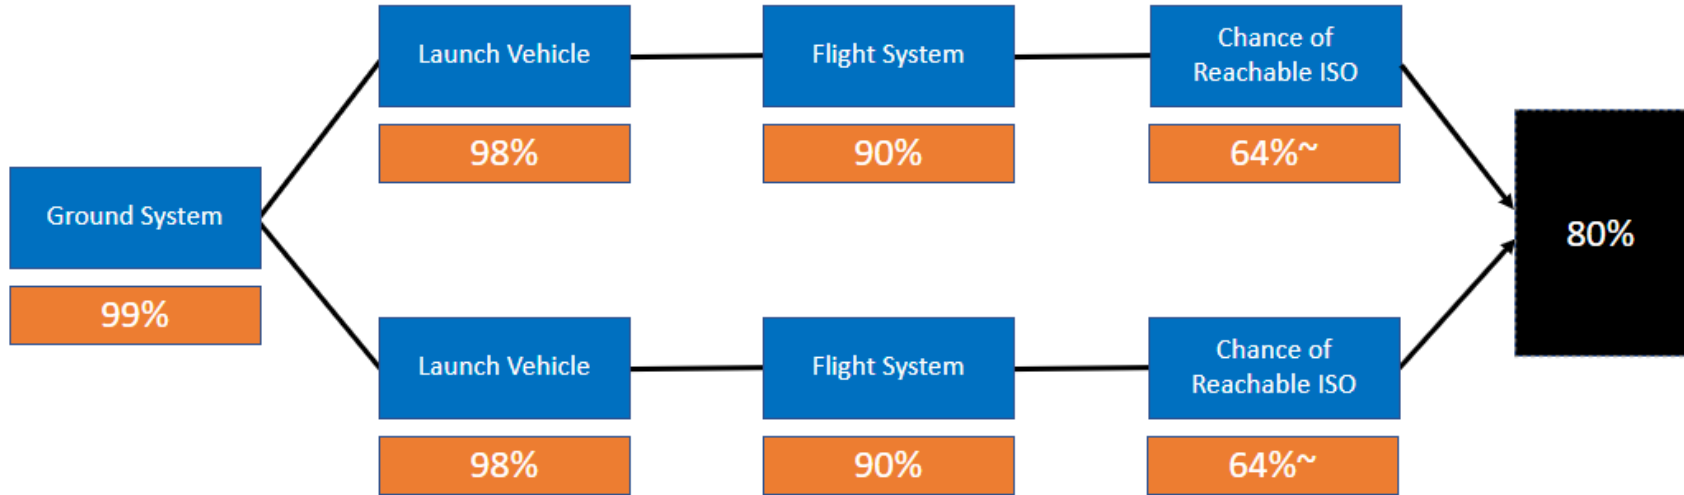 Launch Vehicle
98%
Flight System
90%
Chance of
Reachable ISO
64%~
Ground System
99%
80%
Launch Vehicle
98%
Flight System
90%
Chance of
Reachable ISO
64%~